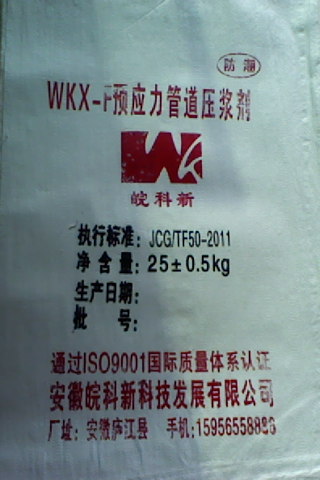 防潮
WKX-F预应力管道压浆剂
皖科新
执行标准：JCG/TF50-2011
净含量：25±0.5kg
生产日期：
批号：
通过ISO9001国际质量体系认证
安徽皖科新科技发展有限公司
厂址：安徽庐江县 手机：